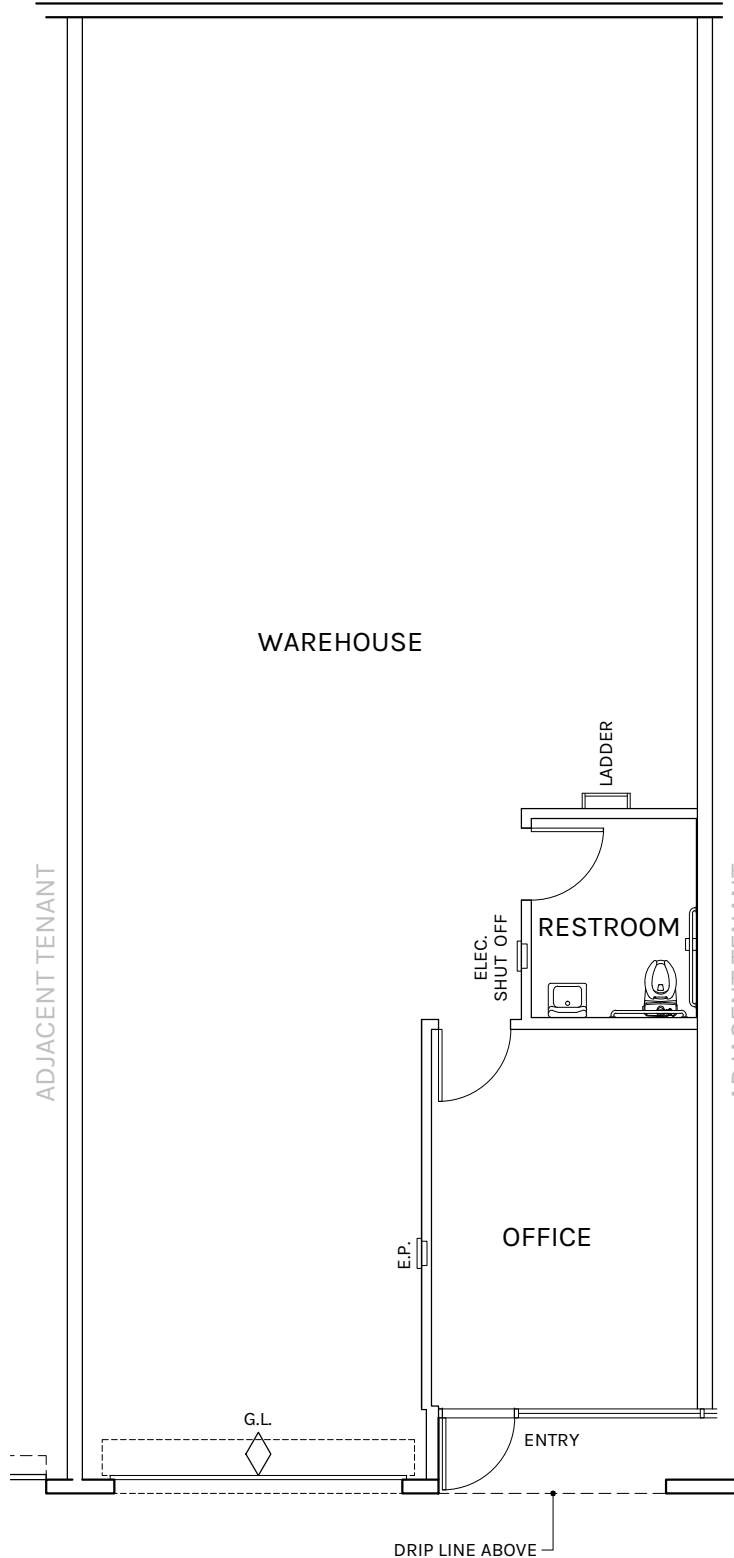 WAREHOUSE
LADDER
ADJACENT TENANT
RESTROOM
ELEC.
SHUT OFF
OFFICE
E.P.
G.L.
ENTRY
DRIP LINE ABOVE